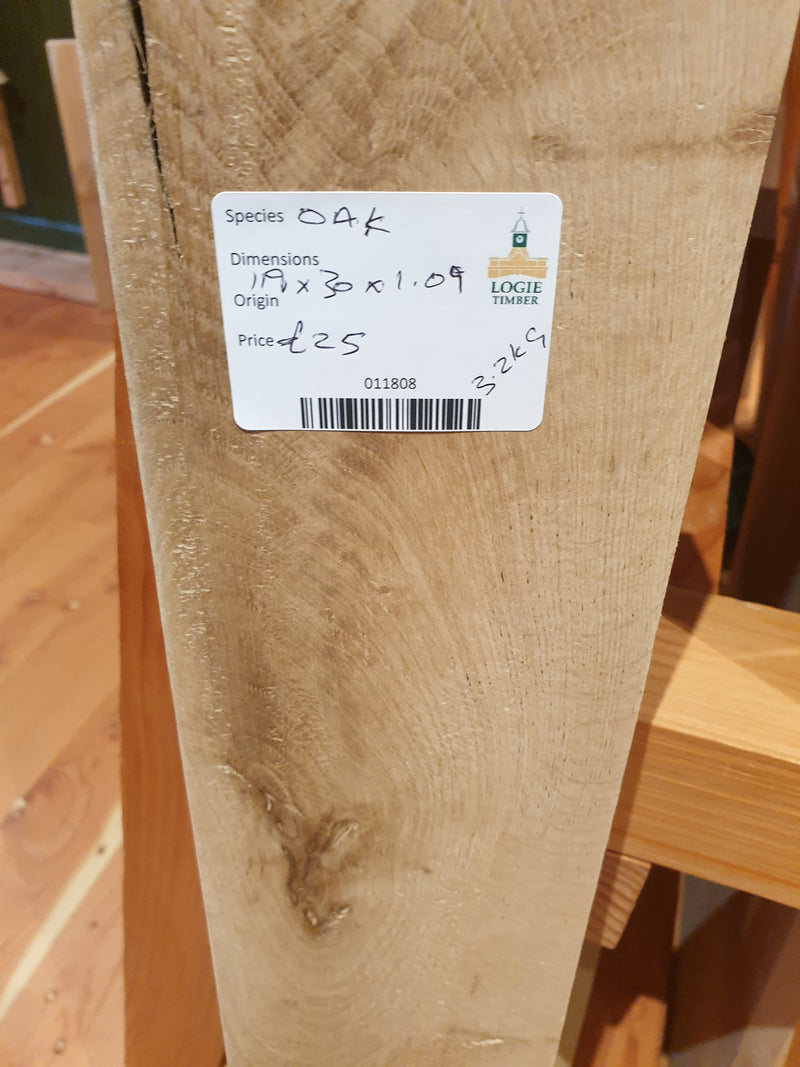 Species OAK
Dimensions
19 x 30 x 1.09
Origin
LOGIE
TIMBER
Price £25
3.2kg
011808